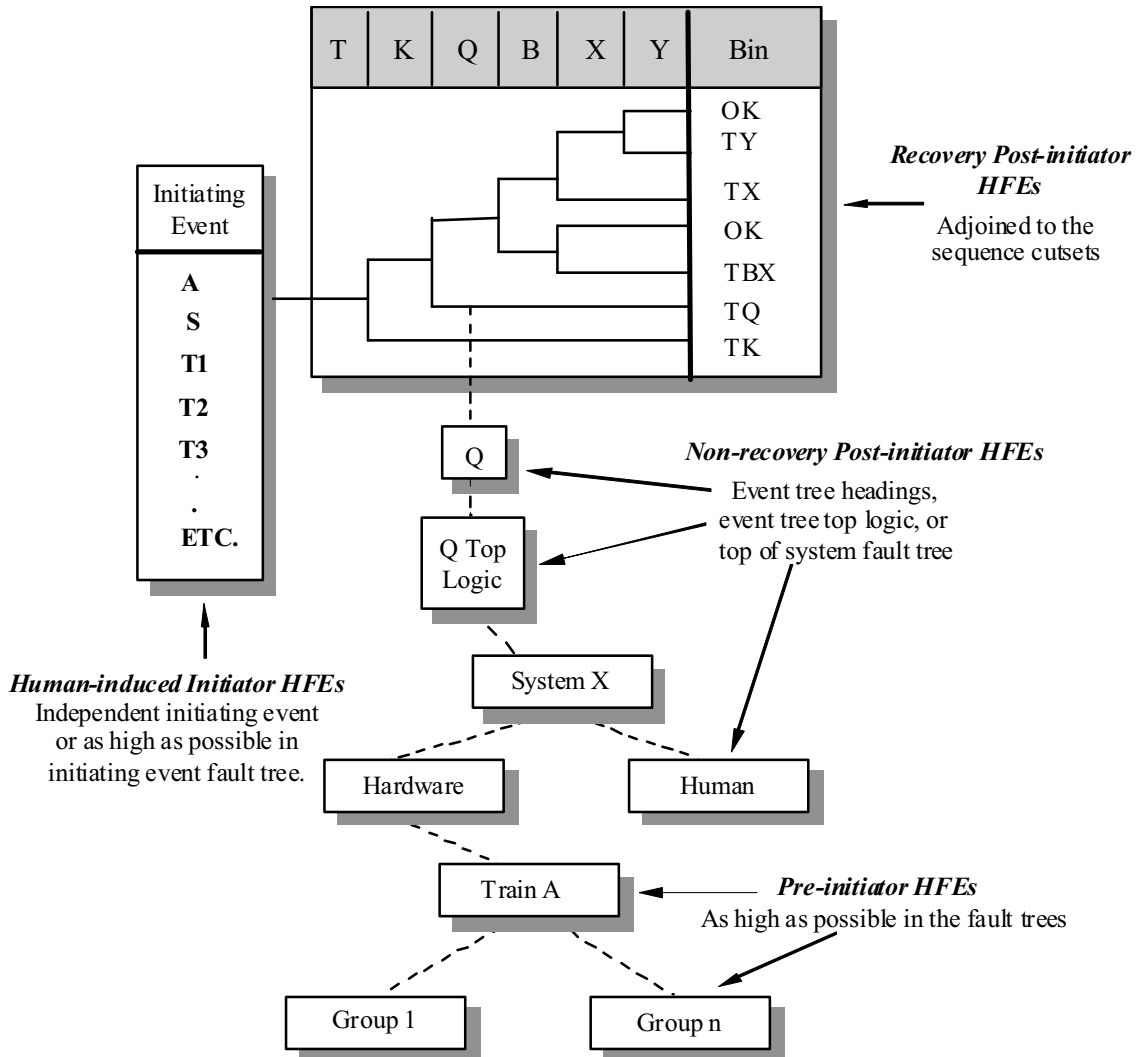 T K Q B X Y Bin
OK
TY
TX
OK
TBX
TQ
TK
Recovery Post-initiator
HFEs
Adjoined to the
sequence cutsets
Initiating
Event
A
S
T1
T2
T3
.
.
ETC.
Q
Q Top
Logic
Non-recovery Post-initiator HFEs
Event tree headings,
event tree top logic, or
top of system fault tree
Human-induced Initiator HFEs
Independent initiating event
or as high as possible in
initiating event fault tree.
System X
Hardware
Human
Train A
Pre-initiator HFEs
As high as possible in the fault trees
Group 1
Group n